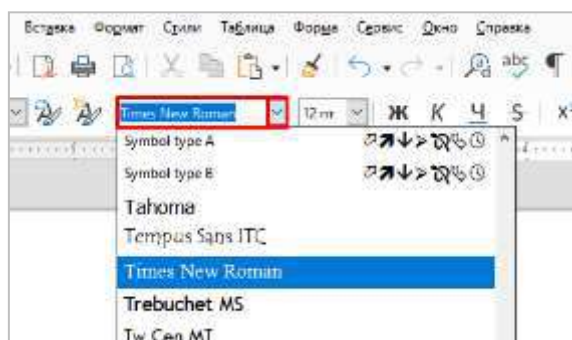 Вставка Формат Стили Таблица Форма Сервис Окно Справка
abç ¶
Times New Roman 12 пт Ж К Ч S X
Symbol type A
Symbol type B
Tahoma
Tempus Sans ITC
Times New Roman
Trebuchet MS
Tw Cen MT